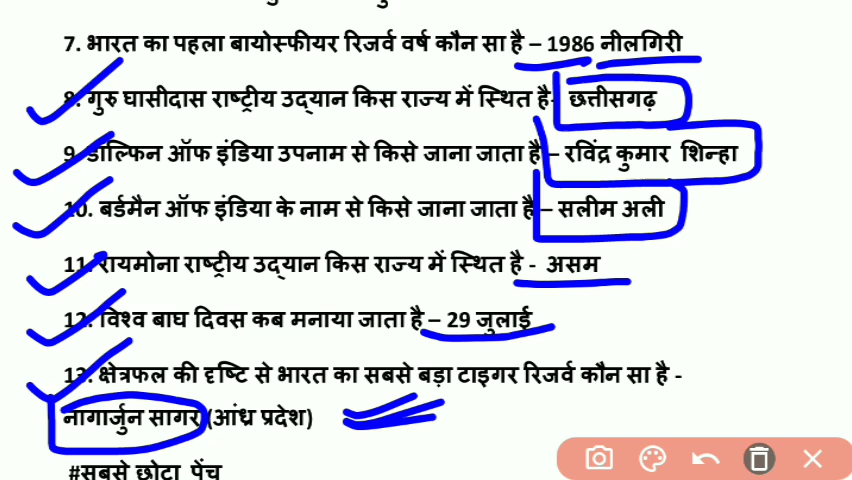 7. भारत का पहला बायोस्फीयर रिजर्व वर्ष कौन सा है – 1986 नीलगिरी
8. गुरु घासीदास राष्ट्रीय उद्यान किस राज्य में स्थित है- छत्तीसगढ़
9. डॉल्फिन ऑफ इंडिया उपनाम से किसे जाना जाता है – रविंद्र कुमार शिन्हा
10. बर्डमैन ऑफ इंडिया के नाम से किसे जाना जाता है – सलीम अली
11. रायमोना राष्ट्रीय उद्यान किस राज्य में स्थित है - असम
12. विश्व बाघ दिवस कब मनाया जाता है – 29 जुलाई
13. क्षेत्रफल की दृष्टि से भारत का सबसे बड़ा टाइगर रिजर्व कौन सा है -
नागार्जुन सागर (आंध्र प्रदेश)
#सबसे छोटा पेंच